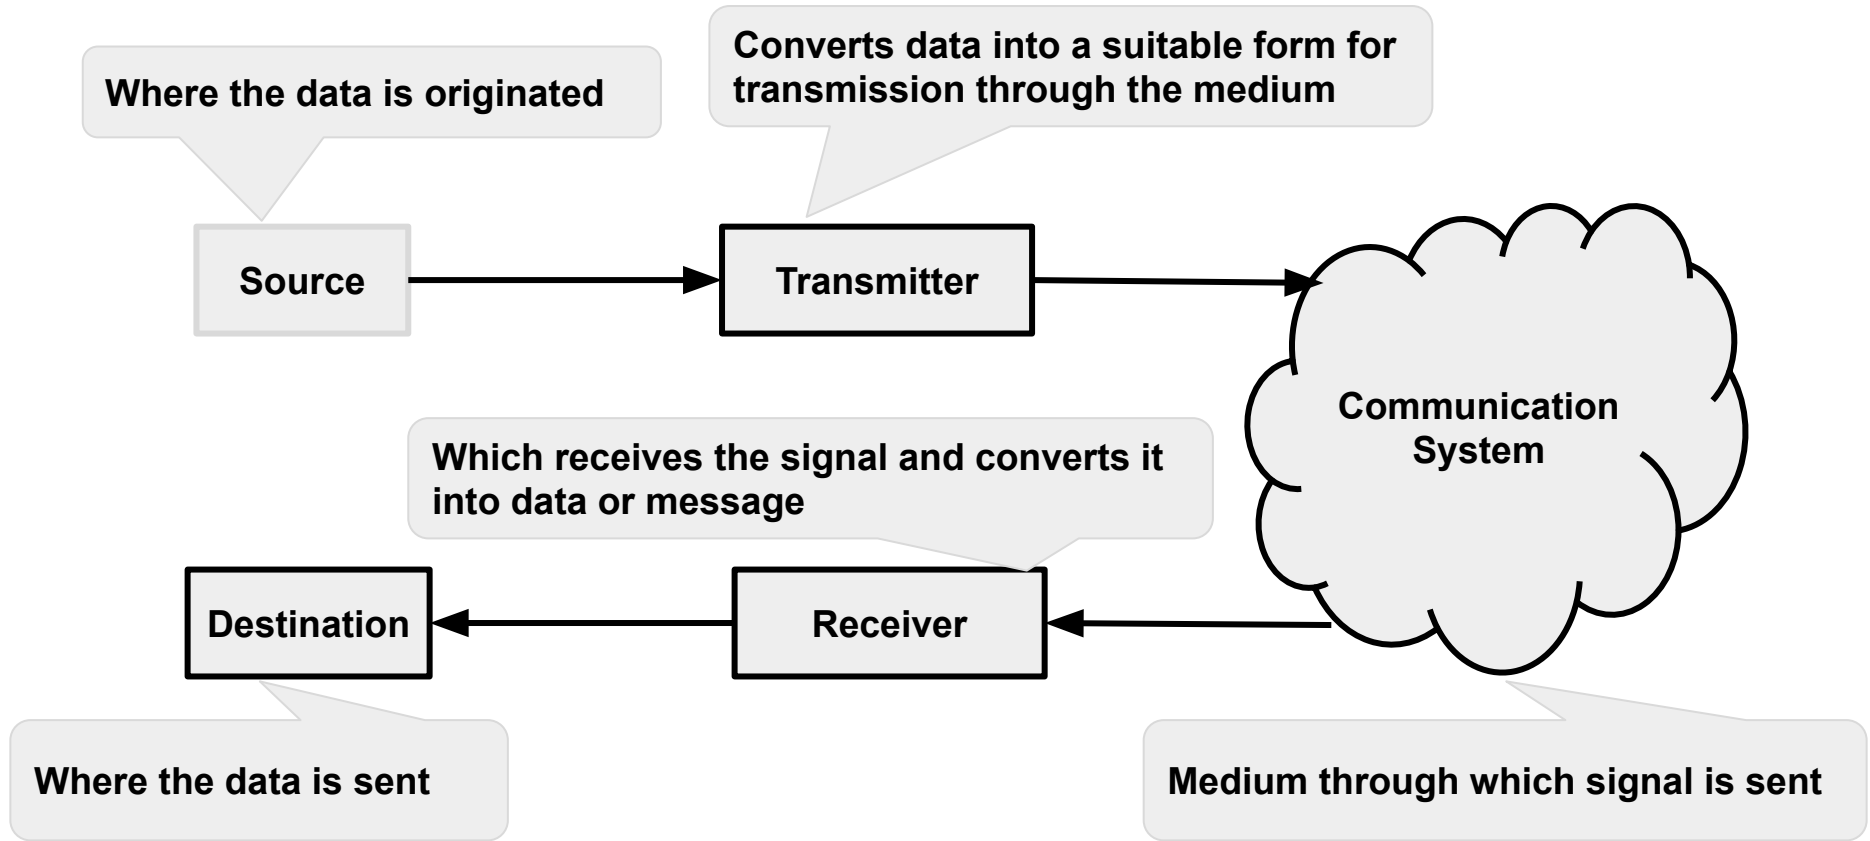 Where the data is originated
Converts data into a suitable form for
transmission through the medium
Source
Transmitter
Communication
System
Which receives the signal and converts it
into data or message
Destination
Receiver
Where the data is sent
Medium through which signal is sent